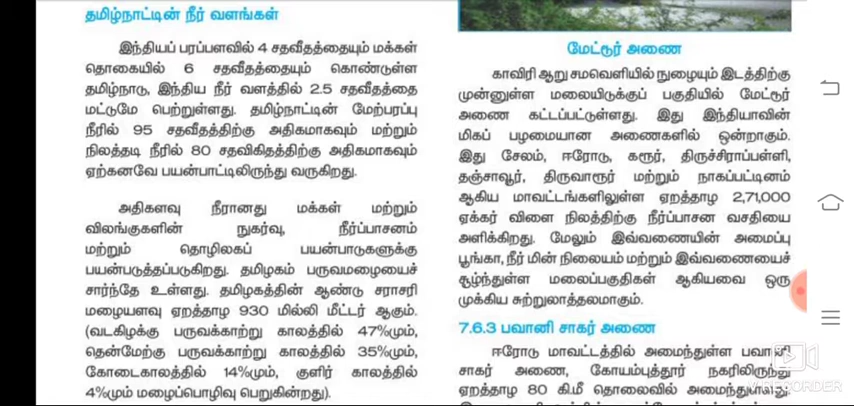 தமிழ்நாட்டின் நீர் வளங்கள்
இந்தியப் பரப்பளவில் 4 சதவீதத்தையும் மக்கள்
தொகையில் 6 சதவீதத்தையும் கொண்டுள்ள
தமிழ்நாடு, இந்திய நீர் வளத்தில் 2.5 சதவீதத்தை
மட்டுமே பெற்றுள்ளது. தமிழ்நாட்டின் மேற்பரப்பு
நீரில் 95 சதவீதத்திற்கு அதிகமாகவும் மற்றும்
நிலத்தடி நீரில் 80 சதவிகிதத்திற்கு அதிகமாகவும்
ஏற்கனவே பயன்பாட்டிலிருந்து வருகிறது.
அதிகளவு நீரானது மக்கள் மற்றும்
விலங்குகளின் நுகர்வு, நீர்ப்பாசனம்
மற்றும் தொழிலகப் பயன்பாடுகளுக்கு
பயன்படுத்தப்படுகிறது. தமிழகம் பருவமழையைச்
சார்ந்தே உள்ளது. தமிழகத்தின் ஆண்டு சராசரி
மழையளவு ஏறத்தாழ 930 மில்லி மீட்டர் ஆகும்.
(வடகிழக்கு பருவக்காற்று காலத்தில் 47%மும்,
தென்மேற்கு பருவக்காற்று காலத்தில் 35%மும்,
கோடைகாலத்தில் 14%மும், குளிர் காலத்தில்
4%மும் மழைப்பொழிவு பெறுகின்றது).
மேட்டூர் அணை
காவிரி ஆறு சமவெளியில் நுழையும் இடத்திற்கு
முன்னுள்ள மலையிடுக்குப் பகுதியில் மேட்டூர்
அணை கட்டப்பட்டுள்ளது. இது இந்தியாவின்
மிகப் பழமையான அணைகளில் ஒன்றாகும்.
இது சேலம், ஈரோடு, கரூர், திருச்சிராப்பள்ளி,
தஞ்சாவூர், திருவாரூர் மற்றும் நாகப்பட்டினம்
ஆகிய மாவட்டங்களிலுள்ள ஏறத்தாழ 2,71,000
ஏக்கர் விளை நிலத்திற்கு நீர்ப்பாசன வசதியை
அளிக்கிறது. மேலும் இவ்வணையின் அமைப்பு
பூங்கா, நீர் மின் நிலையம் மற்றும் இவ்வணையைச்
சூழ்ந்துள்ள மலைப்பகுதிகள் ஆகியவை ஒரு
முக்கிய சுற்றுலாத்தலமாகும்.
7.6.3 பவானி சாகர் அணை
ஈரோடு மாவட்டத்தில் அமைந்துள்ள பவானி
சாகர் அணை, கோயம்புத்தூர் நகரிலிருந்து
ஏறத்தாழ 80 கி.மீ தொலைவில் அமைந்துள்ளது.